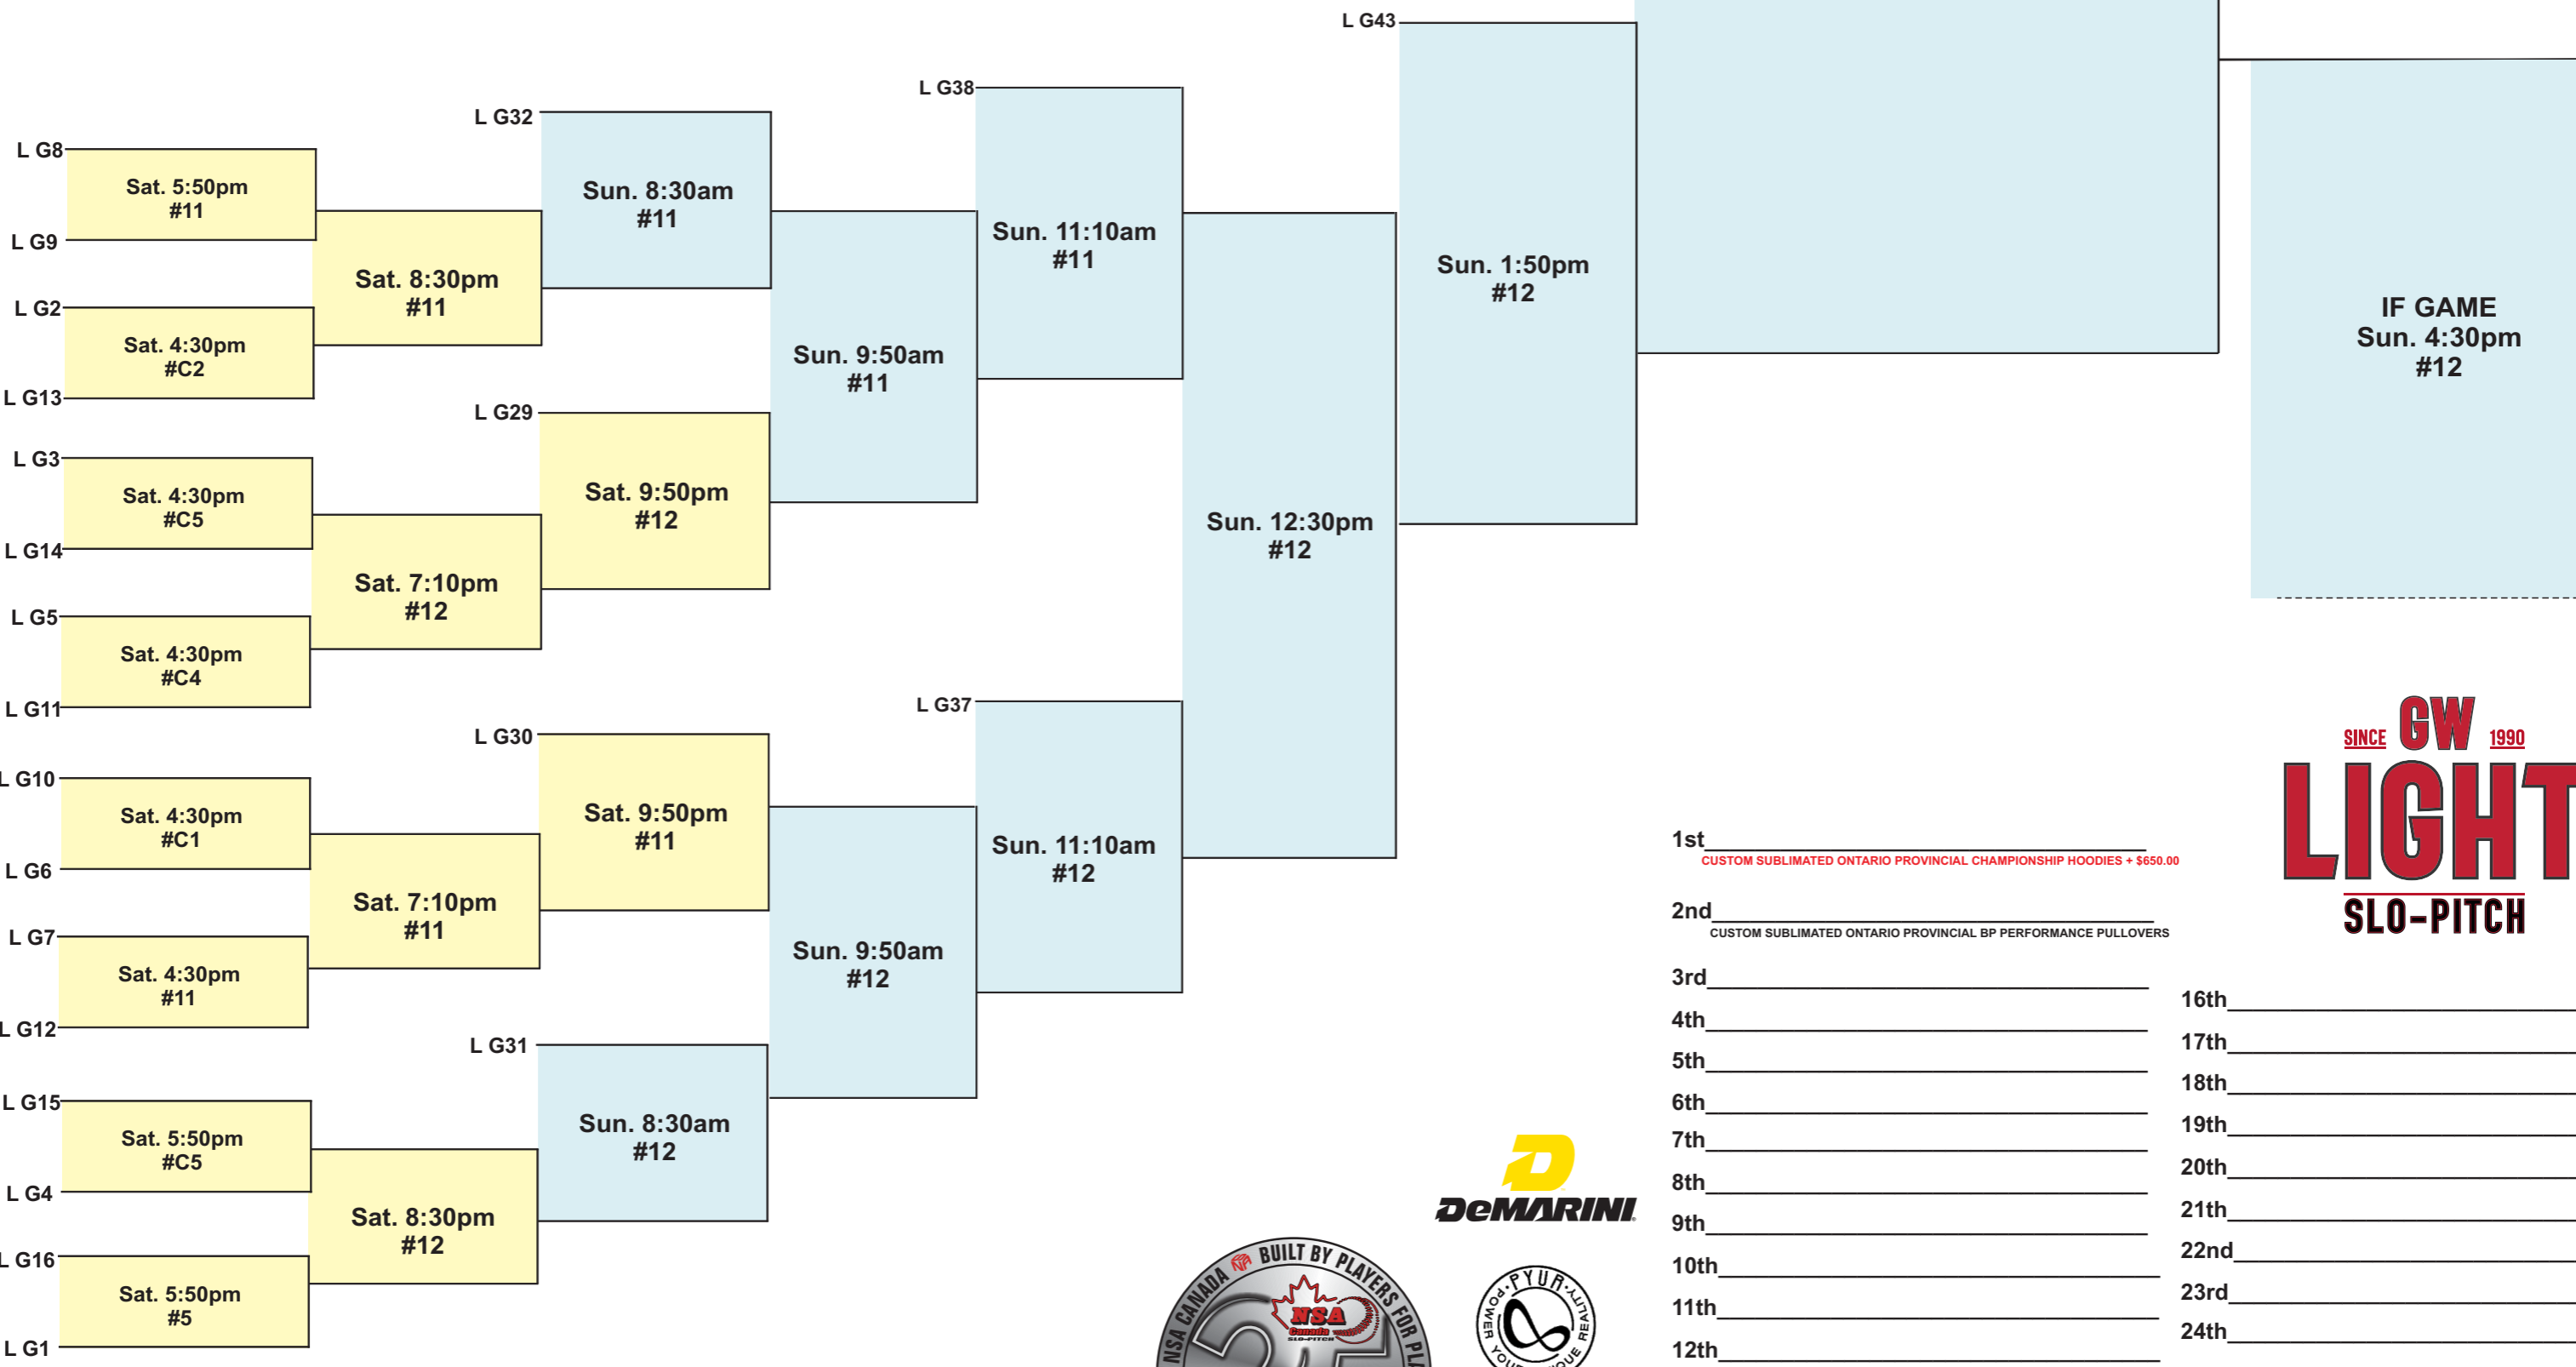 L G43
L G38
L G32
L G8
Sat. 5:50pm
#11
L G9
Sun. 8:30am
#11
Sun. 11:10am
#11
Sun. 1:50pm
#12
Sat. 8:30pm
#11
L G2
Sat. 4:30pm
#C2
L G13
IF GAME
Sun. 4:30pm
#12
Sun. 9:50am
#11
L G29
L G3
Sat. 4:30pm
#C5
L G14
Sat. 9:50pm
#12
Sun. 12:30pm
#12
Sat. 7:10pm
#12
L G5
Sat. 4:30pm
#C4
L G11
L G37
L G30
L G10
Sat. 4:30pm
#C1
L G6
Sat. 9:50pm
#11
Sun. 11:10am
#12
Sat. 7:10pm
#11
L G7
Sat. 4:30pm
#11
L G12
Sun. 9:50am
#12
L G31
L G15
Sat. 5:50pm
#C5
L G4
Sun. 8:30am
#12
Sat. 8:30pm
#12
L G16
Sat. 5:50pm
#5
L G1
SINCE GW 1990
LIGHT
SLO-PITCH
1st
CUSTOM SUBLIMATED ONTARIO PROVINCIAL CHAMPIONSHIP HOODIES + $650.00
2nd
CUSTOM SUBLIMATED ONTARIO PROVINCIAL BP PERFORMANCE PULLOVERS
3rd
4th
5th
6th
7th
8th
9th
10th
11th
12th
16th
17th
18th
19th
20th
21th
22nd
23rd
24th
DeMARINI
NSA CANADA BUILT BY PLAYERS FOR
NSA
Canada
SLO-PITCH
PYUR
POWER
REALITY